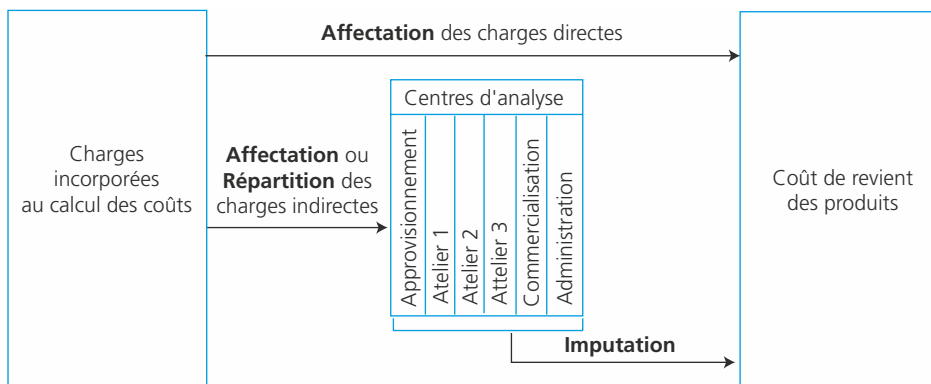 Affectation des charges directes
Centres d'analyse
Charges
incorporées
au calcul des coûts
Affectation ou
Répartition des
charges indirectes
Approvisionnement
Atelier 1
Atelier 2
Attelier 3
Commercialisation
Administration
Coût de revient
des produits
Imputation